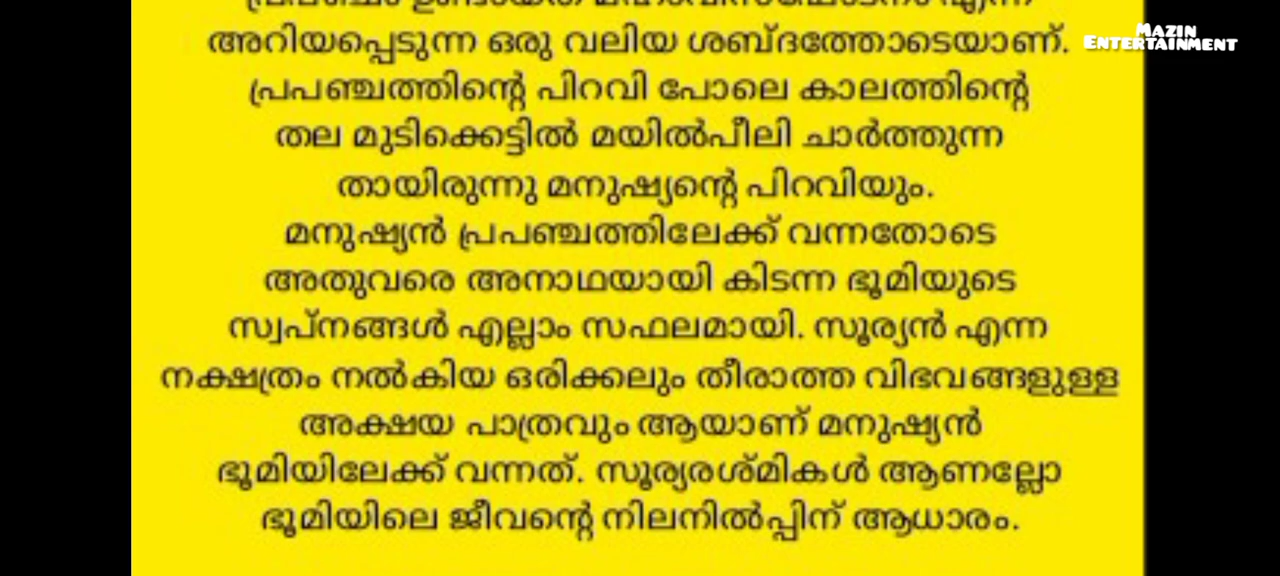 അറിയപ്പെടുന്ന ഒരു വലിയ ശബ്ദത്തോടെയാണ്.
MAZIN
ENTERTAINMENT
പ്രപഞ്ചത്തിന്റെ പിറവി പോലെ കാലത്തിന്റെ
തല മുടിക്കെട്ടിൽ മയിൽപീലി ചാർത്തുന്ന
തായിരുന്നു മനുഷ്യന്റെ പിറവിയും.
മനുഷ്യൻ പ്രപഞ്ചത്തിലേക്ക് വന്നതോടെ
അതുവരെ അനാഥയായി കിടന്ന ഭൂമിയുടെ
സ്വപ്നങ്ങൾ എല്ലാം സഫലമായി. സൂര്യൻ എന്ന
നക്ഷത്രം നൽകിയ ഒരിക്കലും തീരാത്ത വിഭവങ്ങളുള്ള
അക്ഷയ പാത്രവും ആയാണ് മനുഷ്യൻ
ഭൂമിയിലേക്ക് വന്നത്. സൂര്യരശ്മികൾ ആണല്ലോ
ഭൂമിയിലെ ജീവന്റെ നിലനിൽപ്പിന് ആധാരം.